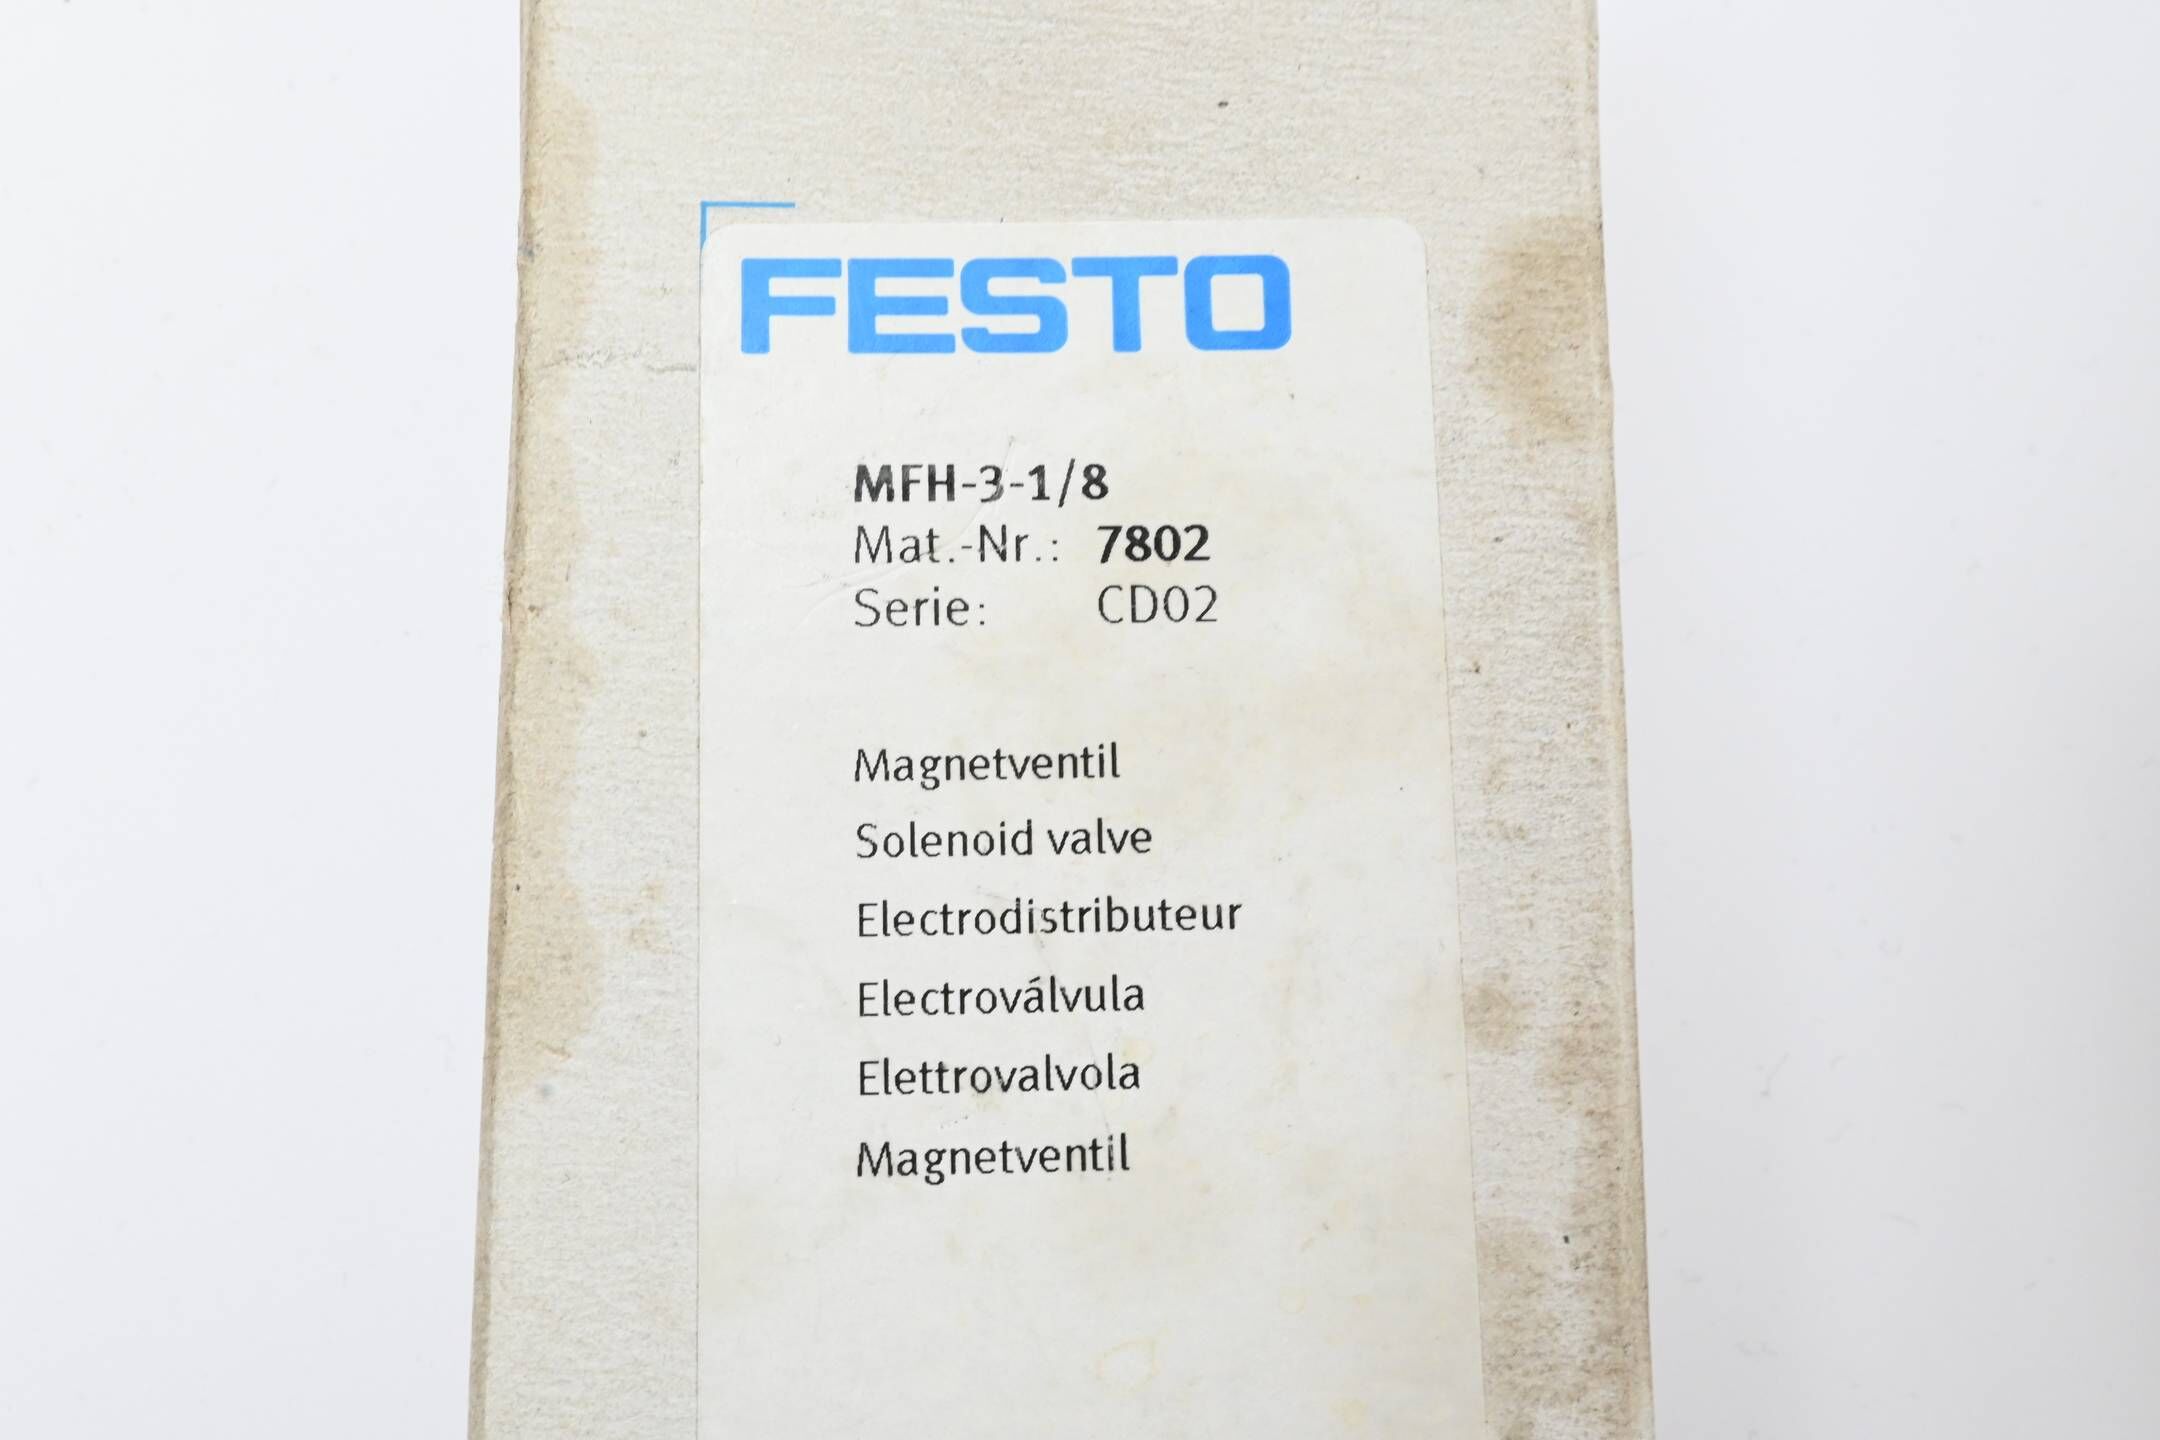 FESTO
MFH-3-1/8
Mat.-Nr.: 7802
Serie: CD02
Magnetventil
Solenoid valve
Electrodistributeur
Electroválvula
Elettrovalvola
Magnetventil